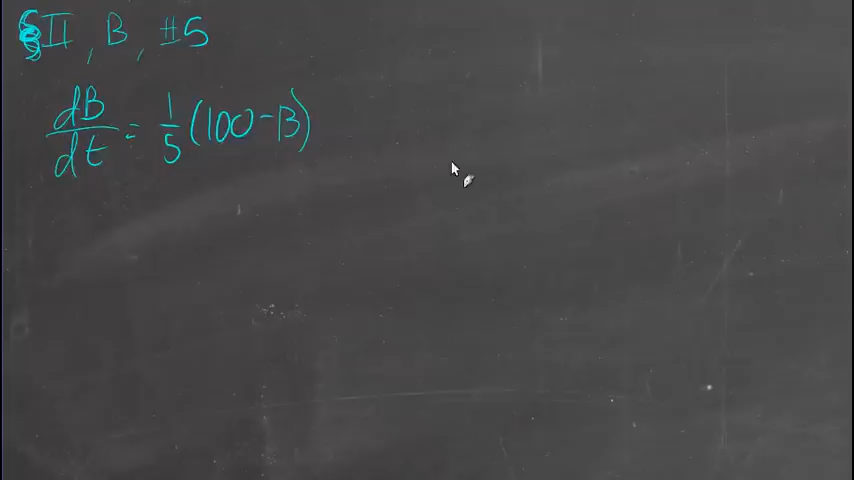 § II, B, #5
dB/dt = 1/5 (100 - B)